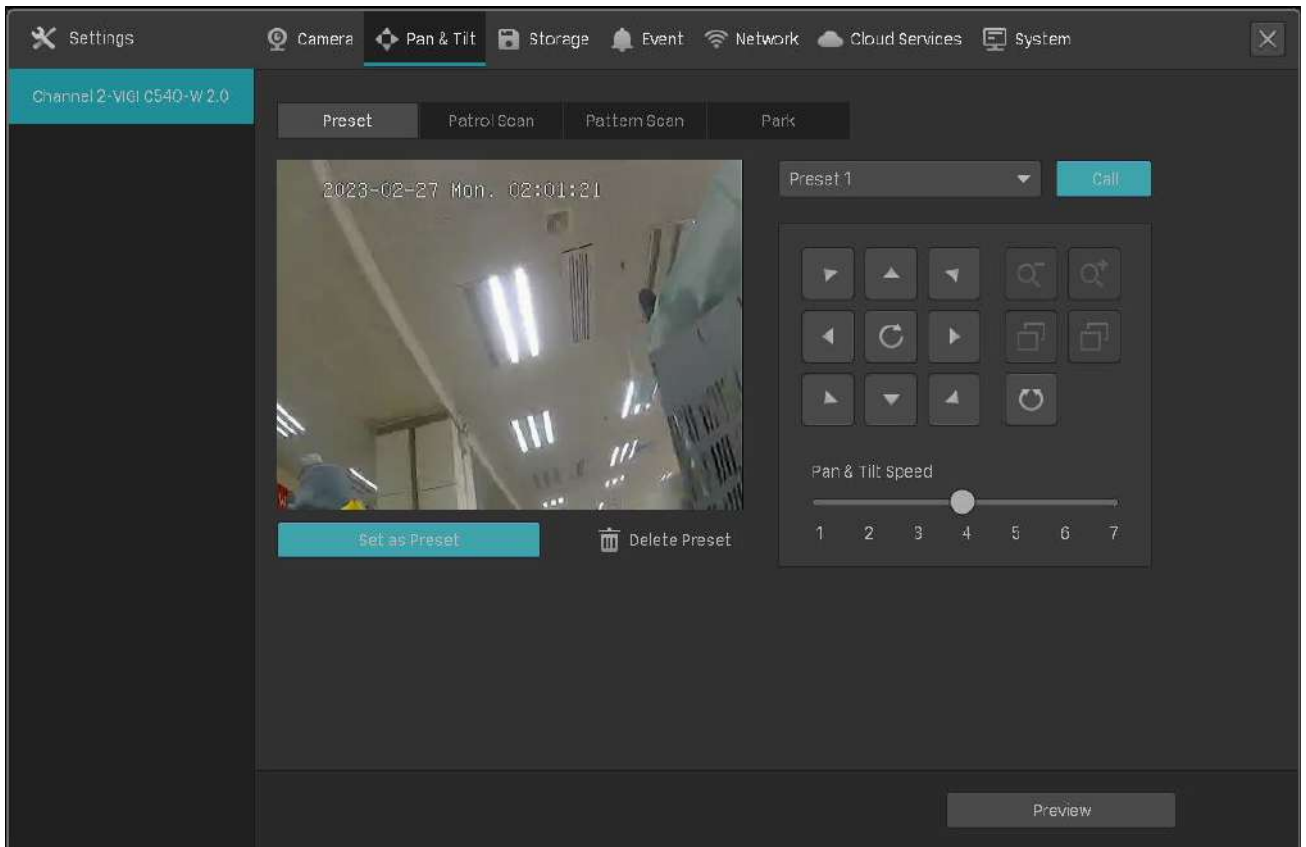 Settings
Camera
Pan & Tilt
Storage
Event
Network
Cloud Services
System
Channel 2-VIGI C540-W 2.0
Preset
Patrol Scan
Pattern Scan
Park
2023-02-27 Mon. 02:01:21
Preset 1
Call
Pan & Tilt Speed
1 2 3 4 5 6 7
Set as Preset
Delete Preset
Preview